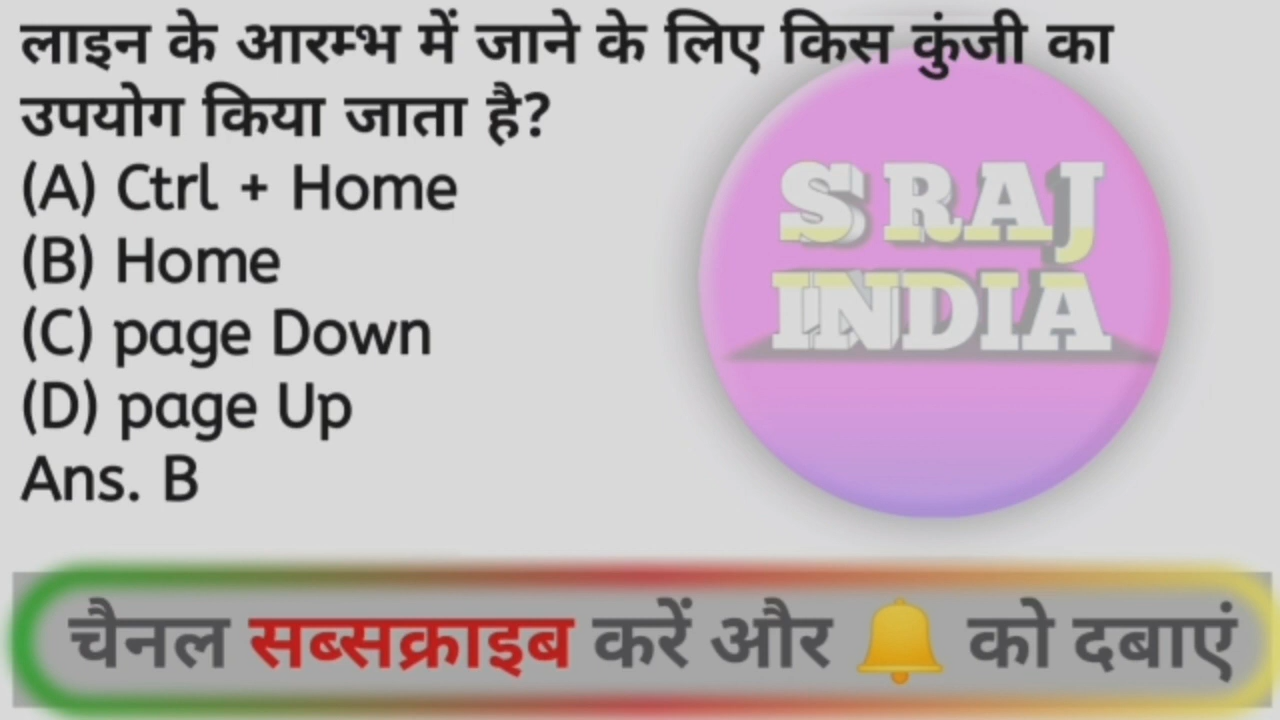 लाइन के आरम्भ में जाने के लिए किस कुंजी का
उपयोग किया जाता है?
(A) Ctrl + Home
(B) Home
(C) page Down
(D) page Up
Ans. B
S RAJ
INDIA
चैनल सब्सक्राइब करें और 🔔 को दबाएं